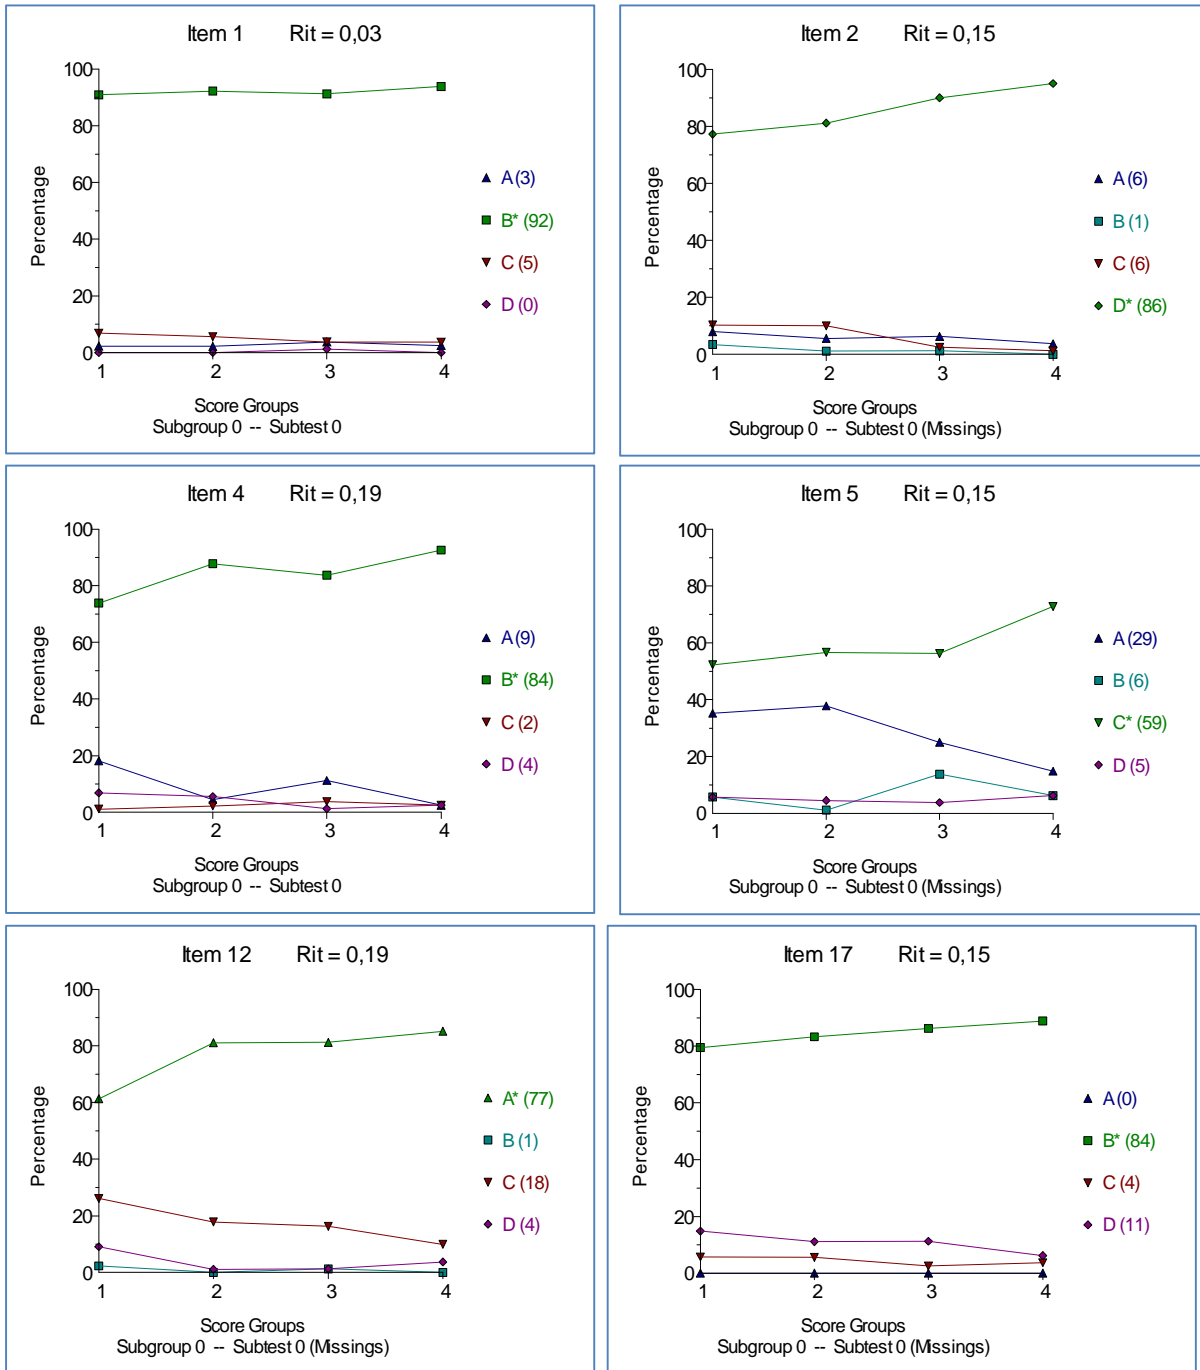 Item 1 Rit = 0,03
100
80
60
40
20
0
Percentage
1 2 3 4
Score Groups
Subgroup 0 -- Subtest 0
A (3)
B* (92)
C (5)
D (0)
Item 2 Rit = 0,15
100
80
60
40
20
0
Percentage
1 2 3 4
Score Groups
Subgroup 0 -- Subtest 0 (Missings)
A (6)
B (1)
C (6)
D* (86)
Item 4 Rit = 0,19
100
80
60
40
20
0
Percentage
1 2 3 4
Score Groups
Subgroup 0 -- Subtest 0
A (9)
B* (84)
C (2)
D (4)
Item 5 Rit = 0,15
100
80
60
40
20
0
Percentage
1 2 3 4
Score Groups
Subgroup 0 -- Subtest 0 (Missings)
A (29)
B (6)
C* (59)
D (5)
Item 12 Rit = 0,19
100
80
60
40
20
0
Percentage
1 2 3 4
Score Groups
Subgroup 0 -- Subtest 0 (Missings)
A* (77)
B (1)
C (18)
D (4)
Item 17 Rit = 0,15
100
80
60
40
20
0
Percentage
1 2 3 4
Score Groups
Subgroup 0 -- Subtest 0 (Missings)
A (0)
B* (84)
C (4)
D (11)